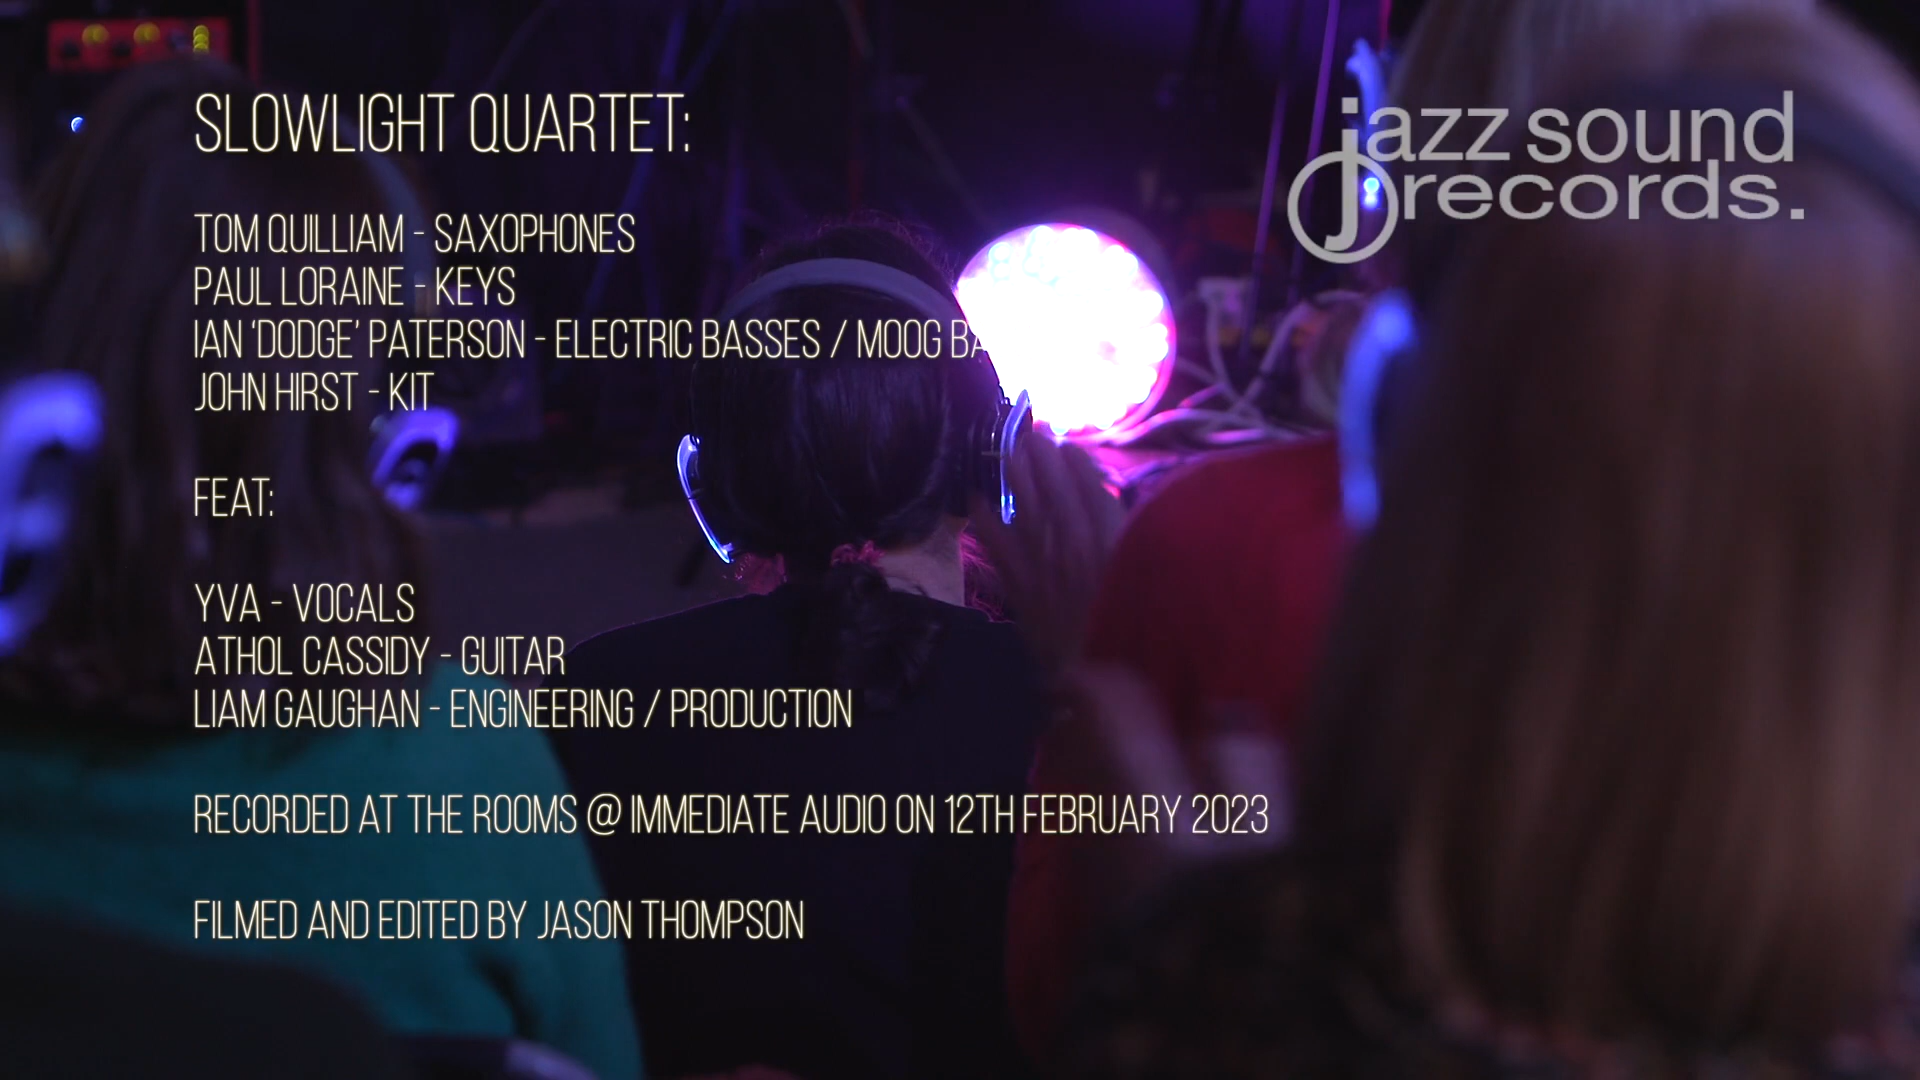 SLOWLIGHT QUARTET:
jazz sound
records.
TOM QUILLIAM - SAXOPHONES
PAUL LORAINE - KEYS
IAN ‘DODGE’ PATERSON - ELECTRIC BASSES / MOOG
JOHN HIRST - KIT
FEAT:
YVA - VOCALS
ATHOL CASSIDY - GUITAR
LIAM GAUGHAN - ENGINEERING / PRODUCTION
RECORDED AT THE ROOMS @ IMMEDIATE AUDIO ON 12TH FEBRUARY 2023
FILMED AND EDITED BY JASON THOMPSON